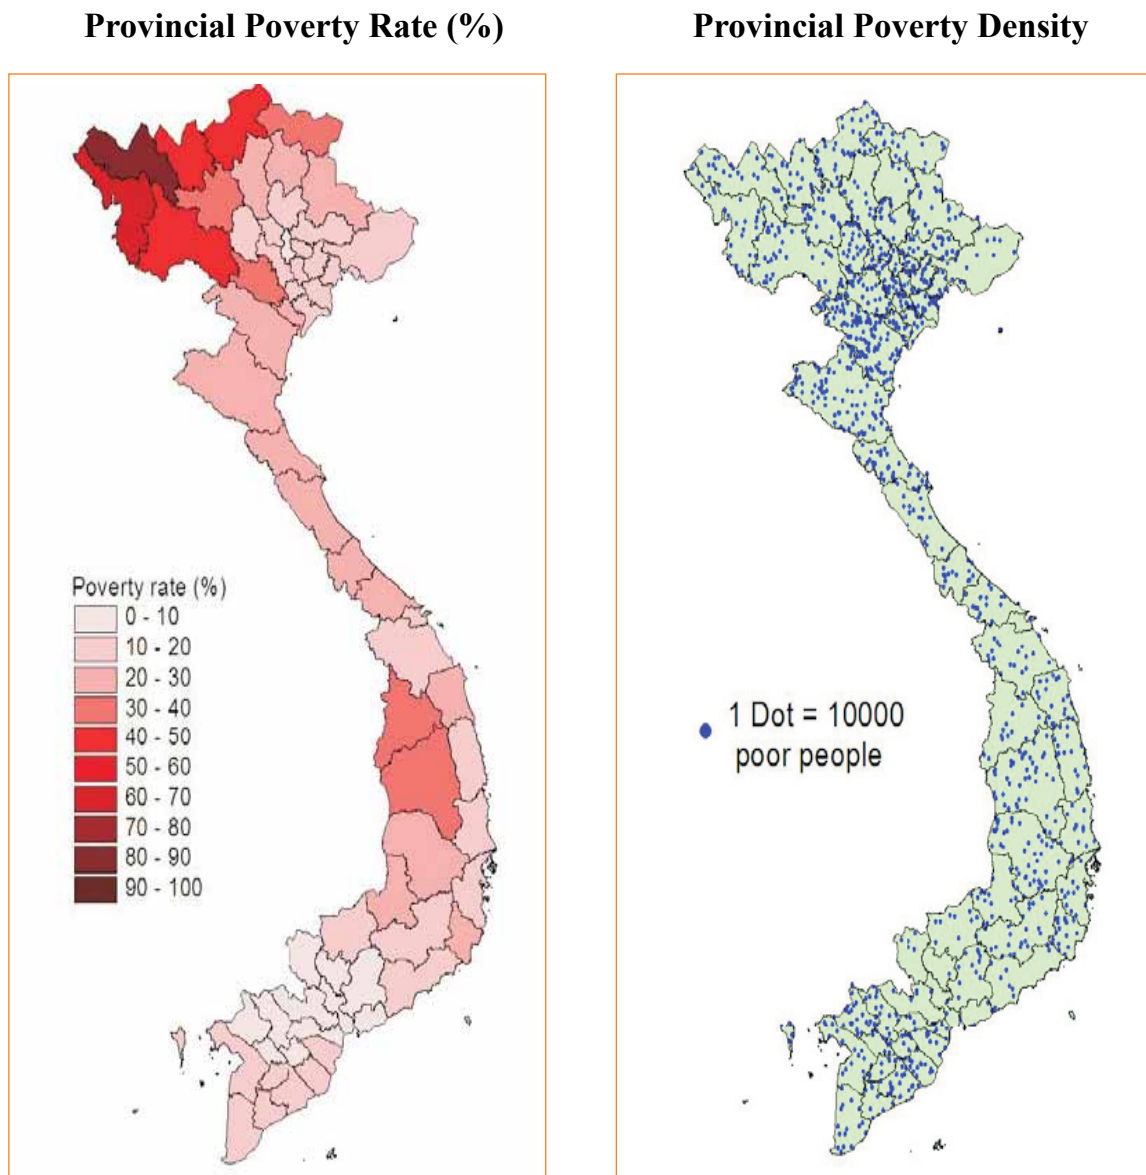 Provincial Poverty Rate (%)
Provincial Poverty Density
Poverty rate (%)
0 - 10
10 - 20
20 - 30
30 - 40
40 - 50
50 - 60
60 - 70
70 - 80
80 - 90
90 - 100
1 Dot = 10000
poor people